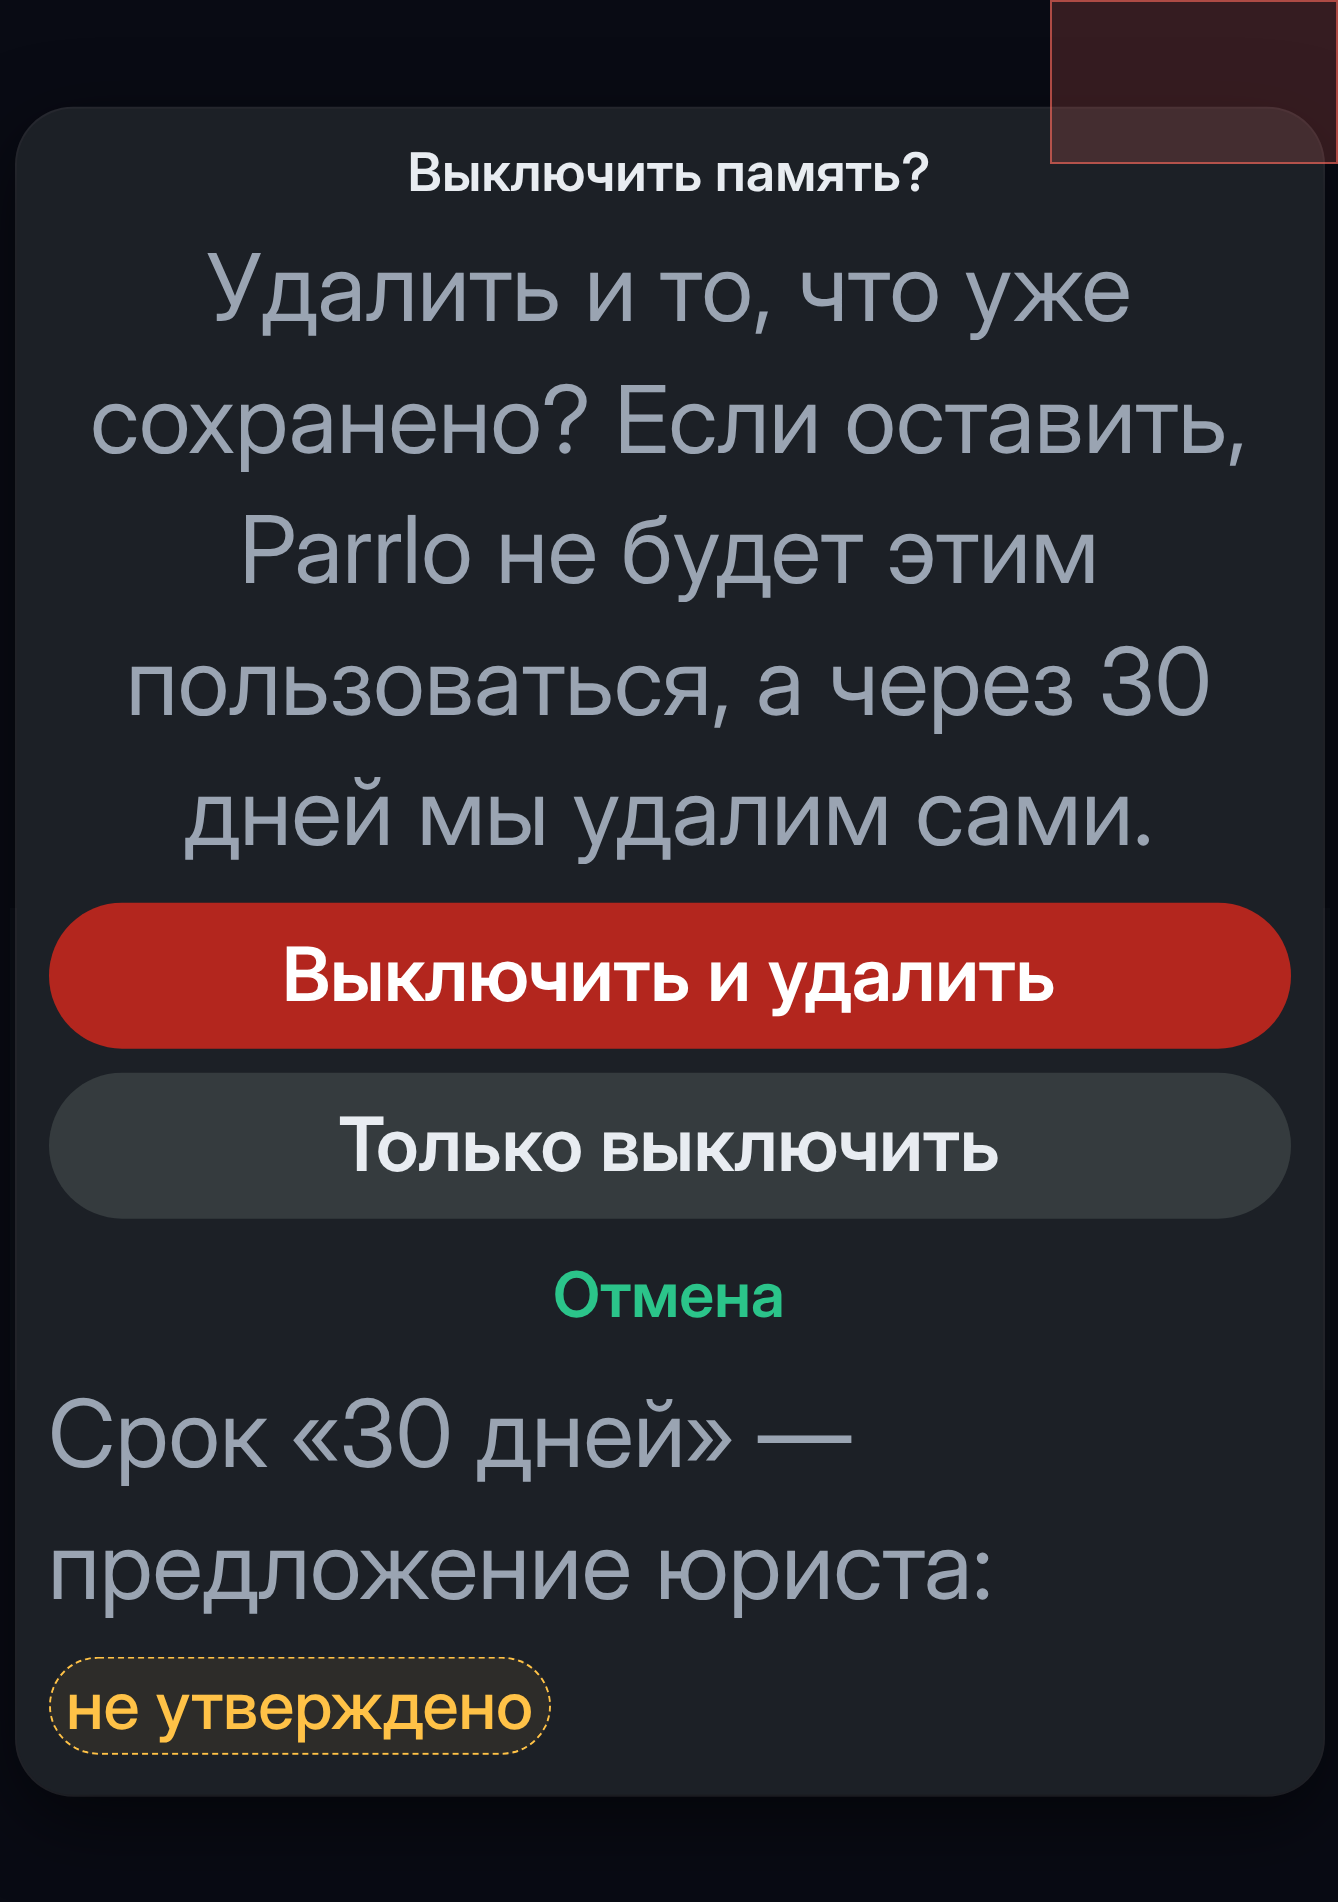 Выключить память?
Удалить и то, что уже
сохранено? Если оставить,
Parrlo не будет этим
пользоваться, а через 30
дней мы удалим сами.
Выключить и удалить
Только выключить
Отмена
Срок «30 дней» —
предложение юриста:
не утверждено